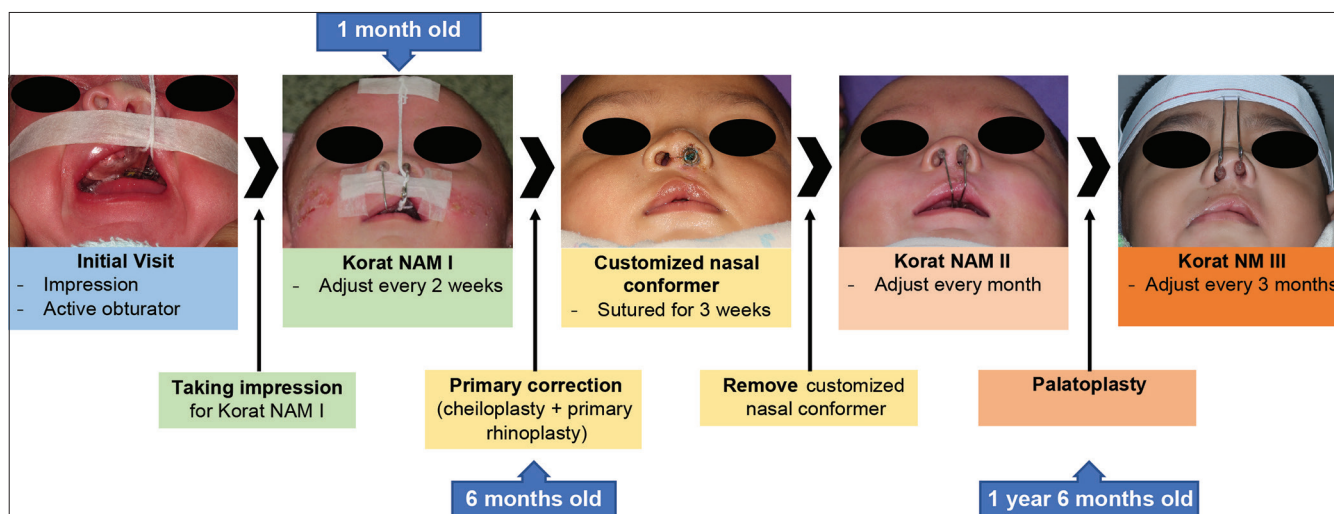 1 month old
Initial Visit
- Impression
- Active obturator
Korat NAM I
- Adjust every 2 weeks
Customized nasal
conformer
- Sutured for 3 weeks
Korat NAM II
- Adjust every month
Korat NM III
- Adjust every 3 months
Taking impression
for Korat NAM I
Primary correction
(cheiloplasty + primary
rhinoplasty)
Remove customized
nasal conformer
Palatoplasty
6 months old
1 year 6 months old